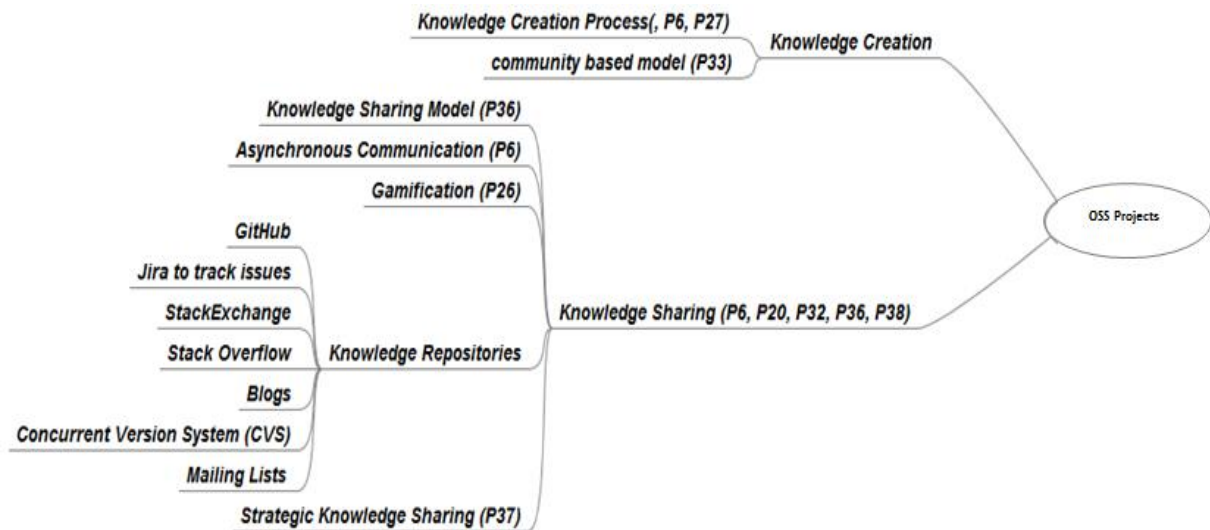 Knowledge Creation Process(, P6, P27)
Knowledge Creation
community based model (P33)
Knowledge Sharing Model (P36)
Asynchronous Communication (P6)
Gamification (P26)
OSS Projects
GitHub
Jira to track issues
StackExchange
Knowledge Sharing (P6, P20, P32, P36, P38)
Stack Overflow
Knowledge Repositories
Blogs
Concurrent Version System (CVS)
Mailing Lists
Strategic Knowledge Sharing (P37)